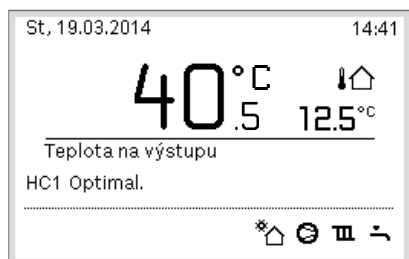 St, 19.03.2014 14:41
40.5°C
12.5°C
Teplota na výstupu
HC1 Optimal.